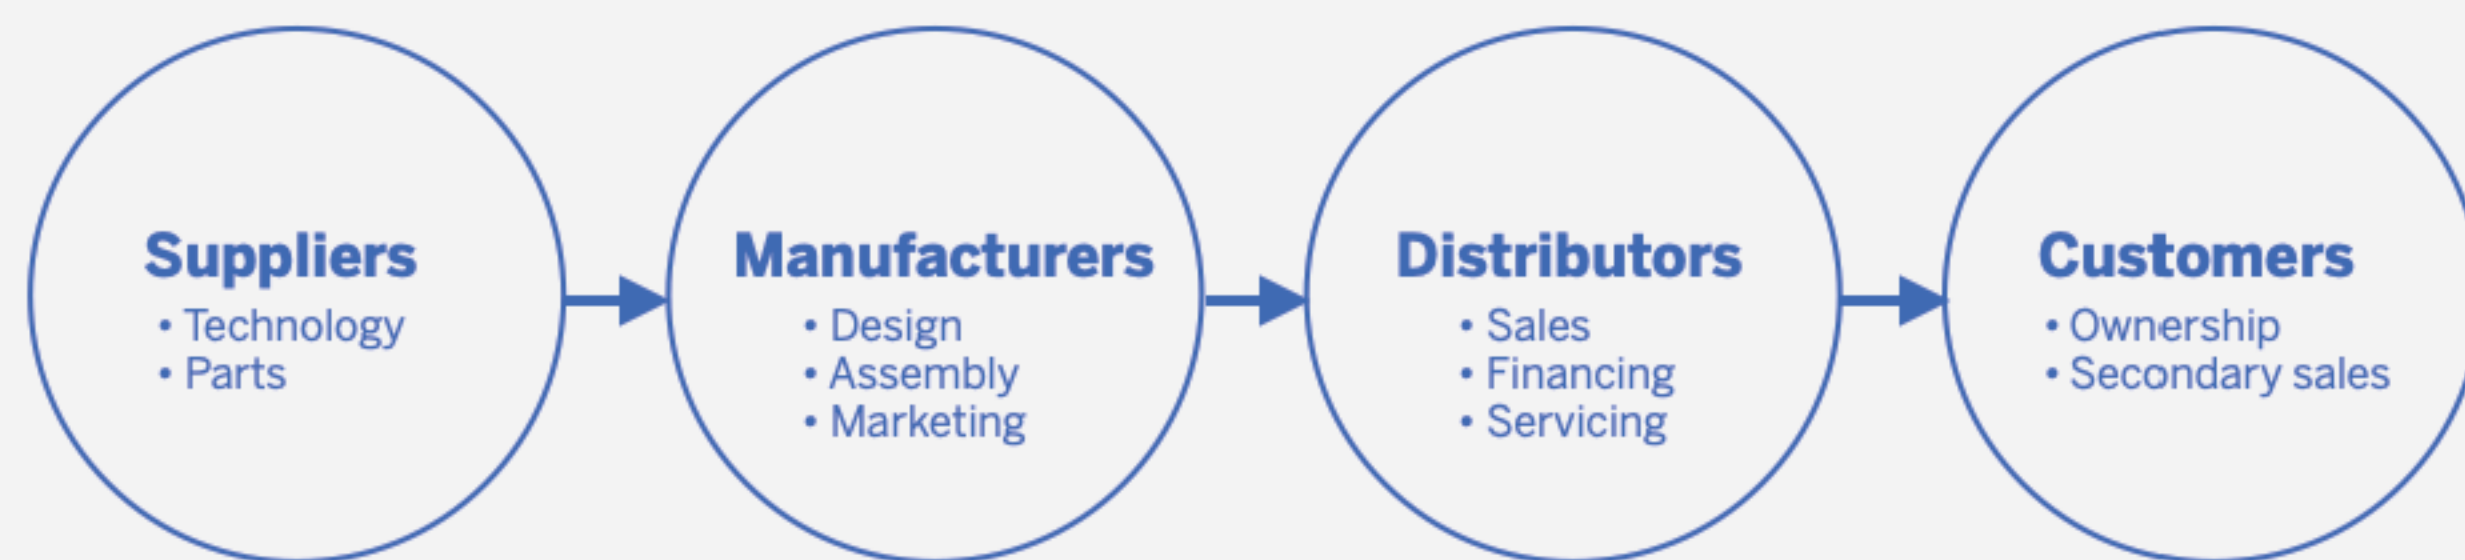 Suppliers
• Technology
• Parts
Manufacturers
• Design
• Assembly
• Marketing
Distributors
• Sales
• Financing
• Servicing
Customers
• Ownership
• Secondary sales